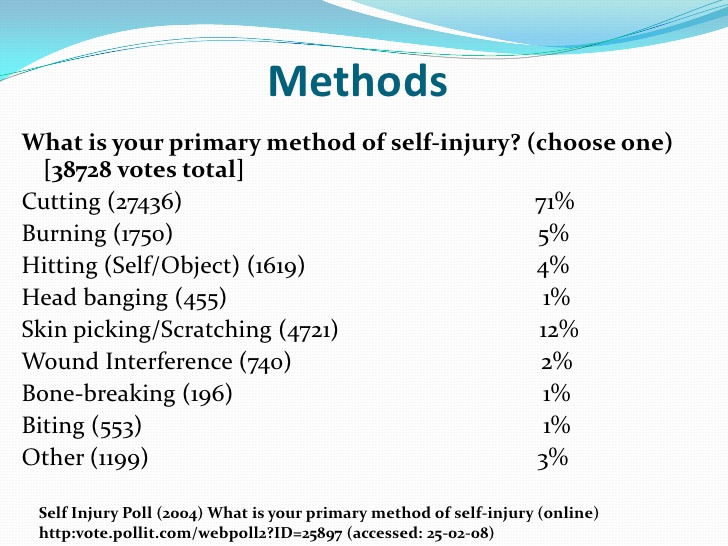 Methods
What is your primary method of self-injury? (choose one)
[38728 votes total]
Cutting (27436) 71%
Burning (1750) 5%
Hitting (Self/Object) (1619) 4%
Head banging (455) 1%
Skin picking/Scratching (4721) 12%
Wound Interference (740) 2%
Bone-breaking (196) 1%
Biting (553) 1%
Other (1199) 3%
Self Injury Poll (2004) What is your primary method of self-injury (online)
http:vote.pollit.com/webpoll2?ID=25897 (accessed: 25-02-08)